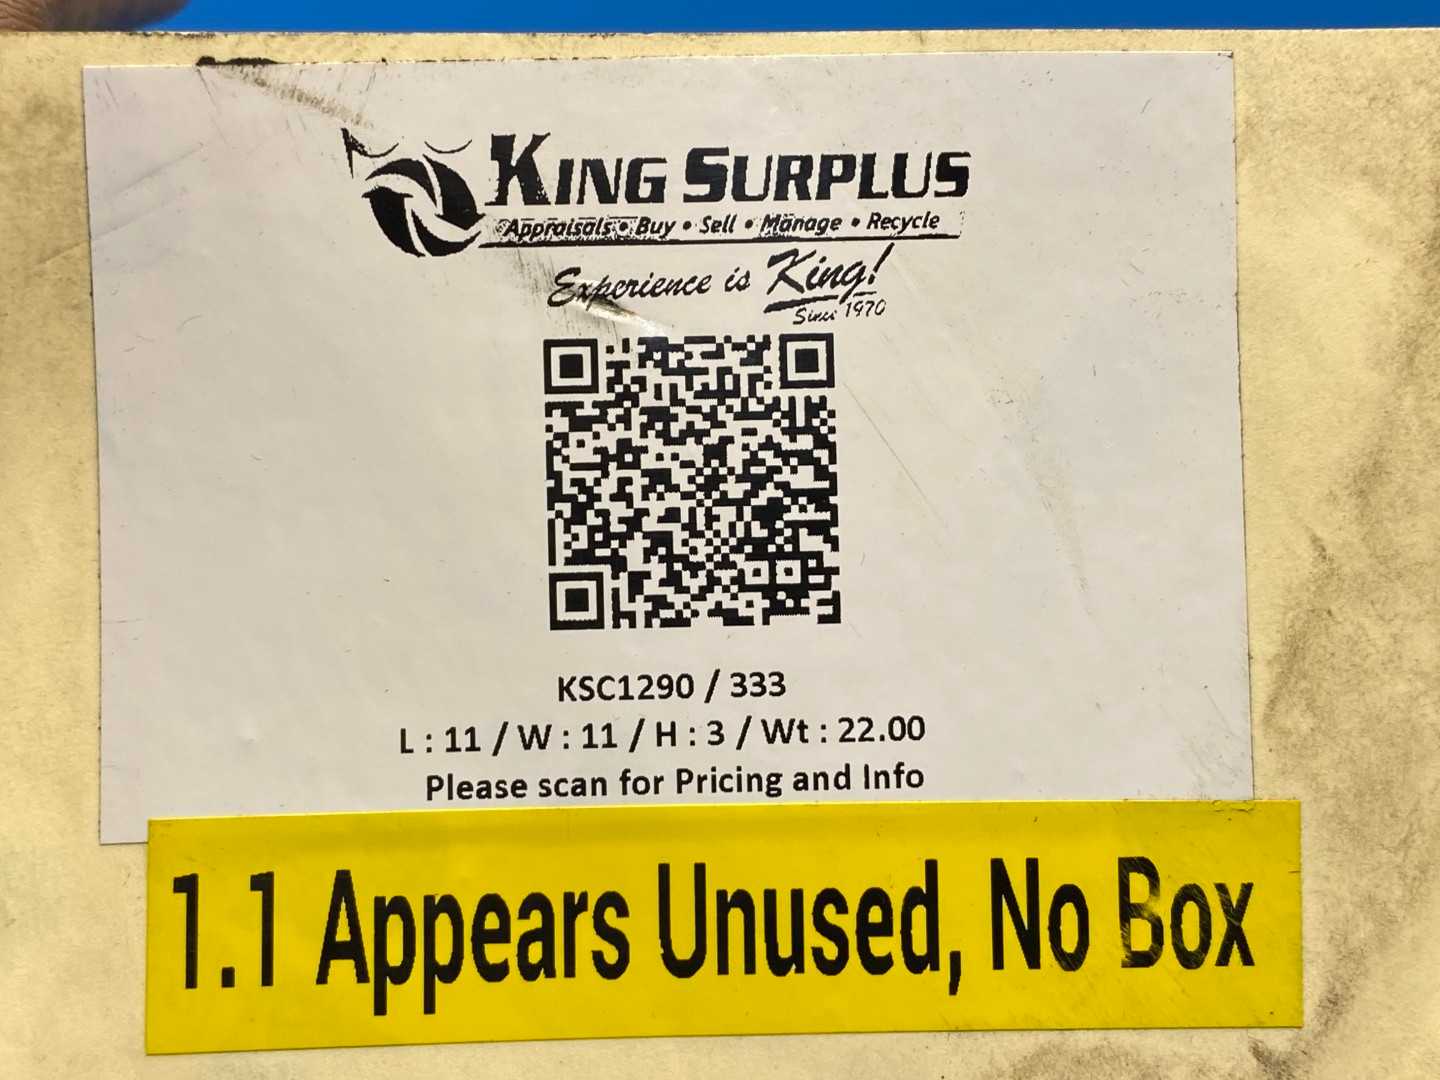 KING SURPLUS
Appraisals • Buy • Sell • Manage • Recycle
Experience is King!
Since 1970
KSC1290 / 333
L : 11 / W : 11 / H : 3 / Wt : 22.00
Please scan for Pricing and Info
1.1 Appears Unused, No Box